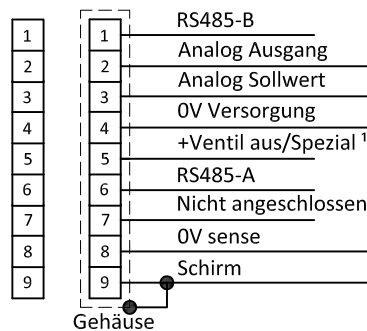 1 1 RS485-B
2 2 Analog Ausgang
3 3 Analog Sollwert
4 4 0V Versorgung
5 5 +Ventil aus/Spezial ¹
6 6 RS485-A
7 7 Nicht angeschlossen
8 8 0V sense
9 9 Schirm
Gehäuse